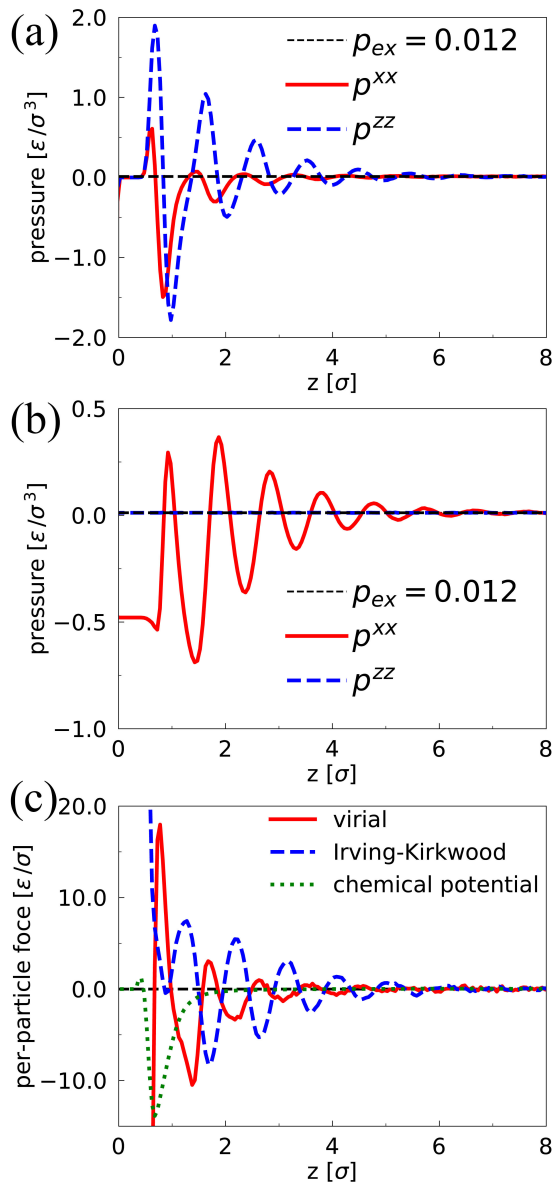 (a)
2.0
1.0
0.0
−1.0
−2.0
pressure [ε/σ³]
p_ex = 0.012
p^xx
p^zz
0 2 4 6 8
z [σ]
(b)
0.5
0.0
−0.5
−1.0
pressure [ε/σ³]
p_ex = 0.012
p^xx
p^zz
0 2 4 6 8
z [σ]
(c)
20.0
10.0
0.0
−10.0
per-particle foce [ε/σ]
virial
Irving-Kirkwood
chemical potential
0 2 4 6 8
z [σ]